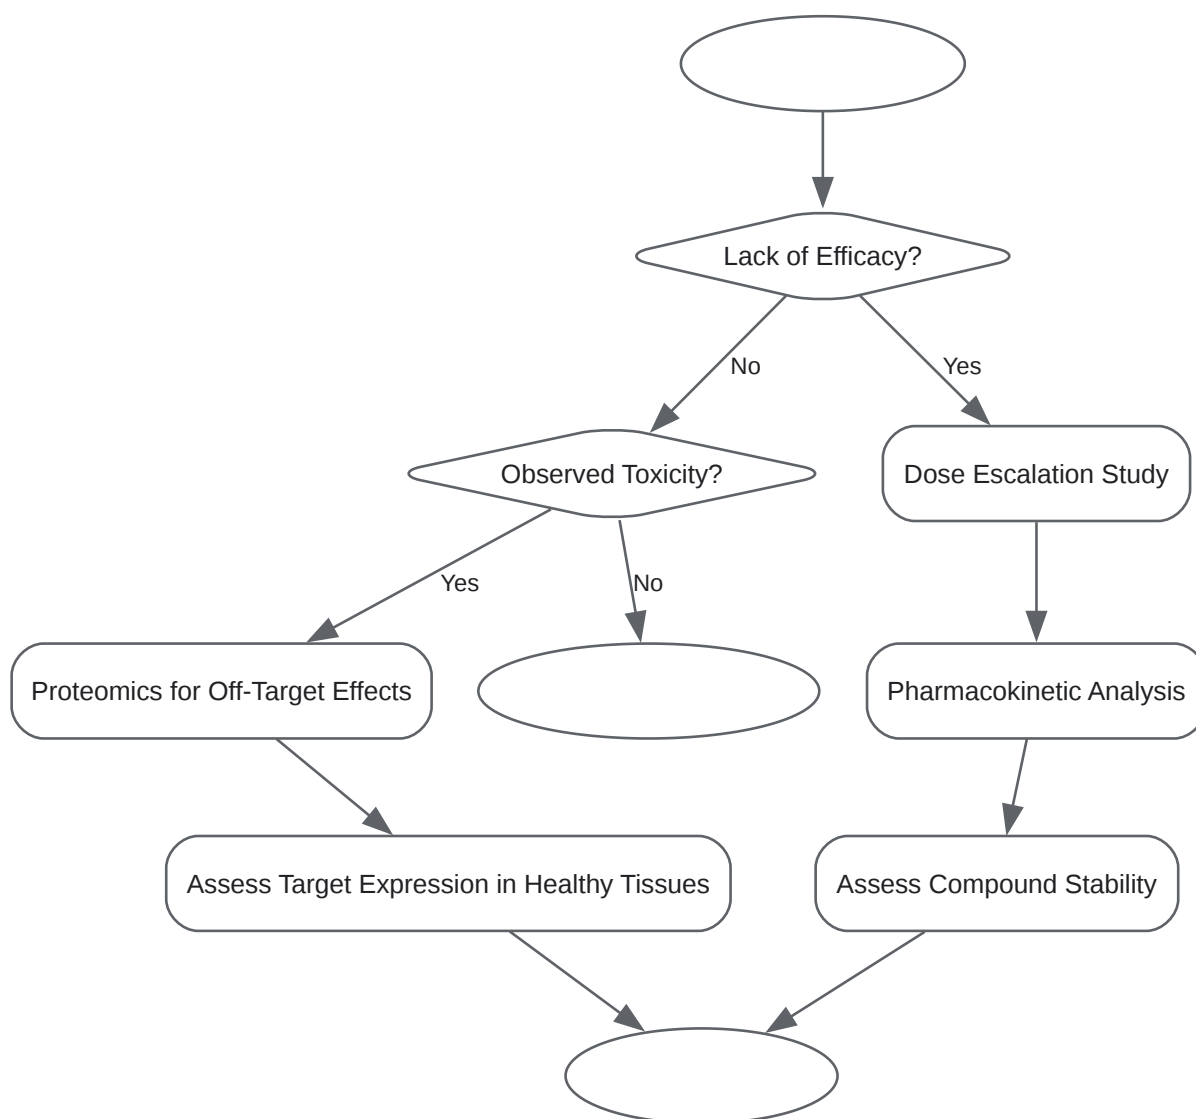 Lack of Efficacy?
No
Yes
Observed Toxicity?
Dose Escalation Study
Yes
No
Proteomics for Off-Target Effects
Pharmacokinetic Analysis
Assess Target Expression in Healthy Tissues
Assess Compound Stability